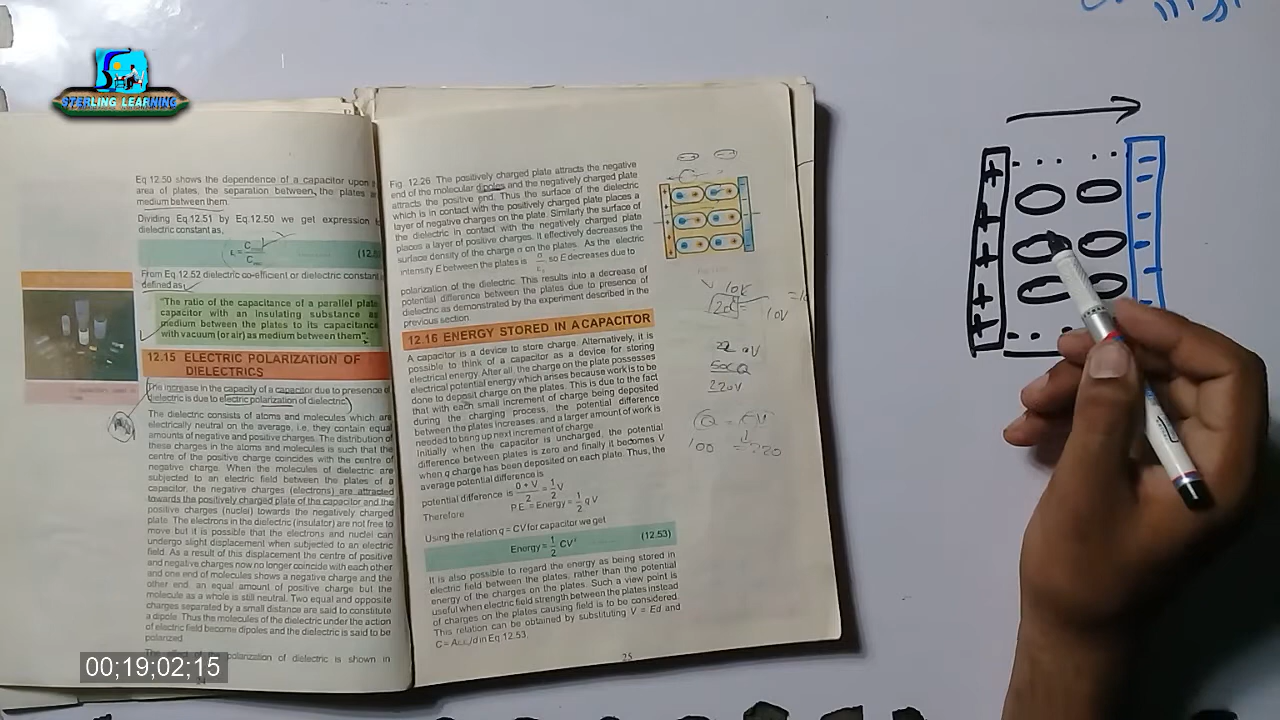 STERLING LEARNING
Eq 12.50 shows the dependence of a capacitor upon
area of plates, the separation between the plates
medium between them.
Dividing Eq.12.51 by Eq.12.50 we get expression
dielectric constant as,
From Eq.12.52 dielectric co-efficient or dielectric constant
defined as
"The ratio of the capacitance of a parallel plate
capacitor with an insulating substance as
medium between the plates to its capacitance
with vacuum (or air) as medium between them".
12.15 ELECTRIC POLARIZATION OF
DIELECTRICS
The increase in the capacity of a capacitor due to presence
dielectric is due to electric polarization of dielectric.
The dielectric consists of atoms and molecules which are
electrically neutral on the average, i.e. they contain equal
amounts of negative and positive charges. The distribution of
these charges in the atoms and molecules is such that the
centre of the positive charge coincides with the centre of
negative charge. When the molecules of dielectric are
subjected to an electric field between the plates of a
capacitor, the negative charges (electrons) are attracted
towards the positively charged plate of the capacitor and the
positive charges (nuclei) towards the negatively charged
plate. The electrons in the dielectric (insulator) are not free to
move but it is possible that the electrons and nuclei can
undergo slight displacement when subjected to an electric
field. As a result of this displacement the centre of positive
and negative charges now no longer coincide with each other
and one end of molecules shows a negative charge and the
other end, an equal amount of positive charge but the
molecule as a whole is still neutral. Two equal and opposite
charges separated by a small distance are said to constitute
a dipole. Thus the molecules of the dielectric under the action
of electric field become dipoles and the dielectric is said to be
polarized.
polarization of dielectric is shown in
00;19;02;15
Fig. 12.26 The positively charged plate attracts the negative
end of the molecular dipoles and the negatively charged plate
attracts the positive end. Thus the surface of the dielectric
which is in contact with the positively charged plate places a
layer of negative charges on the plate. Similarly the surface of
the dielectric in contact with the negatively charged plate
places a layer of positive charges. It effectively decreases the
surface density of the charge σ on the plates. As the electric
intensity E between the plates is so E decreases due to
polarization of the dielectric. This results into a decrease of
potential difference between the plates due to presence of
dielectric as demonstrated by the experiment described in the
previous section.
12.16 ENERGY STORED IN A CAPACITOR
A capacitor is a device to store charge. Alternatively, it is
possible to think of a capacitor as a device for storing
electrical energy. After all, the charge on the plate possesses
electrical potential energy which arises because work is to be
done to deposit charge on the plates. This is due to the fact
that with each small increment of charge being deposited
during the charging process, the potential difference
between the plates increases, and a larger amount of work is
needed to bring up next increment of charge.
Initially when the capacitor is uncharged, the potential
difference between plates is zero and finally it becomes V
when q charge has been deposited on each plate. Thus, the
average potential difference is
potential difference is 0 + V / 2 = 1/2 V
Therefore P.E = Energy = 1/2 qV
Using the relation q = CV for capacitor we get
Energy = 1/2 CV² (12.53)
It is also possible to regard the energy as being stored in
electric field between the plates, rather than the potential
energy of the charges on the plates. Such a view point is
useful when electric field strength between the plates instead
of charges on the plates causing field is to be considered.
This relation can be obtained by substituting V = Ed and
in Eq 12.53,
25
10V
220V
Q = CV
100